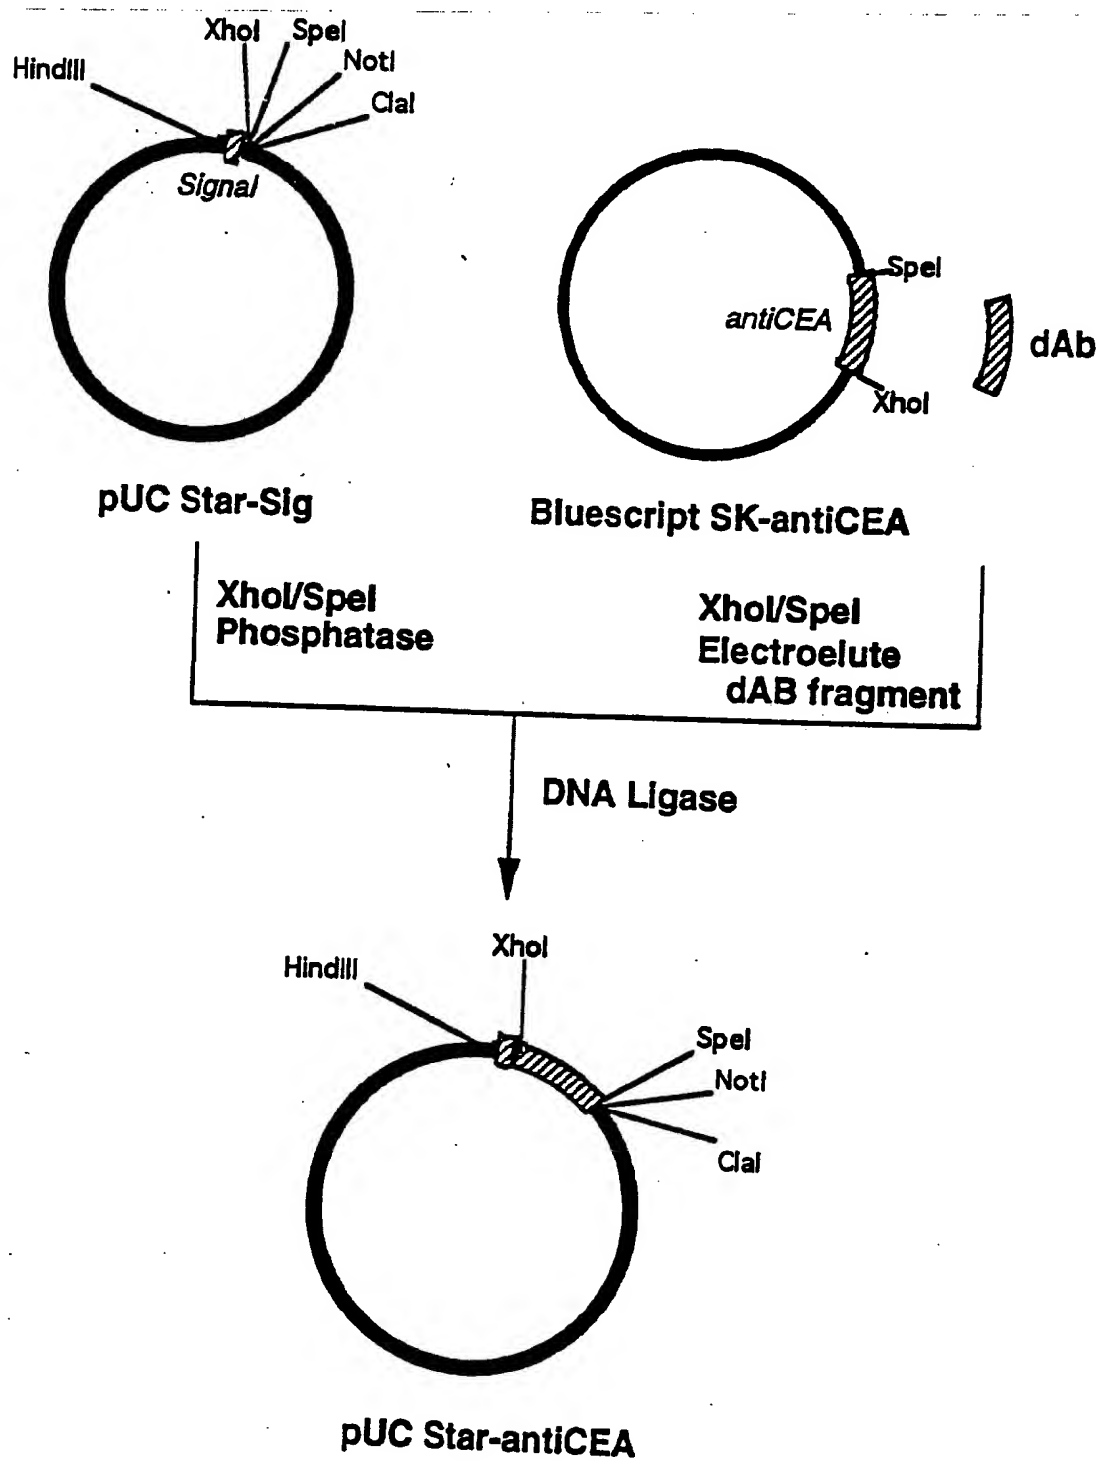 XhoI
SpeI
NotI
HindIII
ClaI
Signal
SpeI
antiCEA
dAb
XhoI
pUC Star-Sig
Bluescript SK-antiCEA
XhoI/SpeI
Phosphatase
XhoI/SpeI
Electroelute
dAB fragment
DNA Ligase
XhoI
HindIII
SpeI
NotI
ClaI
pUC Star-antiCEA